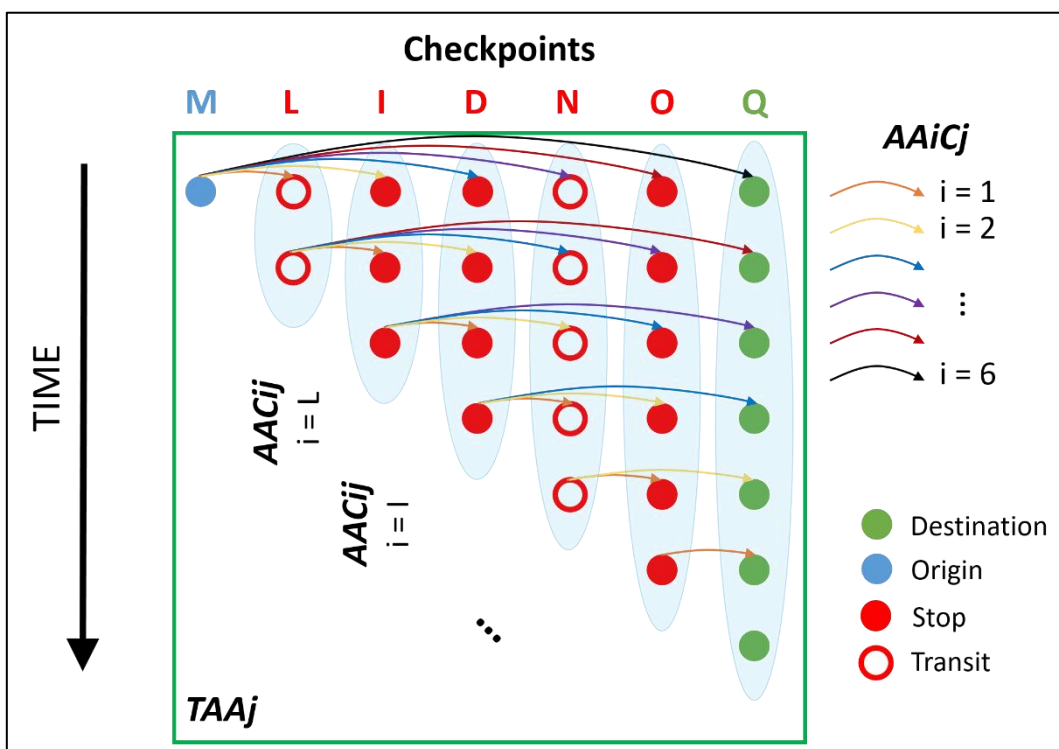 Checkpoints
M L I D N O Q
TIME
AAiCj
i = 1
i = 2
⋮
i = 6
AACij
i = L
AACij
i = I
⋱
TAAj
Destination
Origin
Stop
Transit